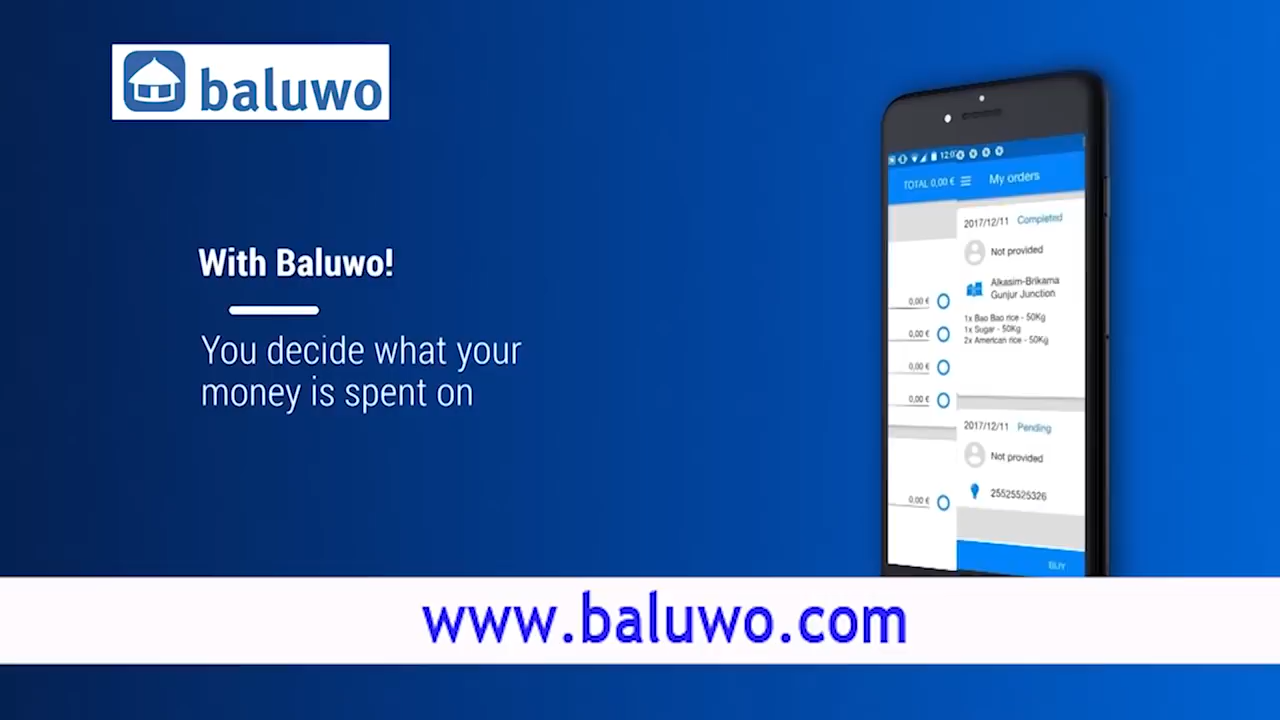 baluwo
With Baluwo!
You decide what your
money is spent on
12:0
TOTAL 0,00 €
My orders
2017/12/11 Completed
Not provided
Alkasim-Brikama
Gunjur Junction
1x Bao Bao rice - 50Kg
1x Sugar - 50Kg
2x American rice - 50Kg
0,00 €
0,00 €
0,00 €
0,00 €
2017/12/11 Pending
Not provided
25525525326
0,00 €
BUY
www.baluwo.com